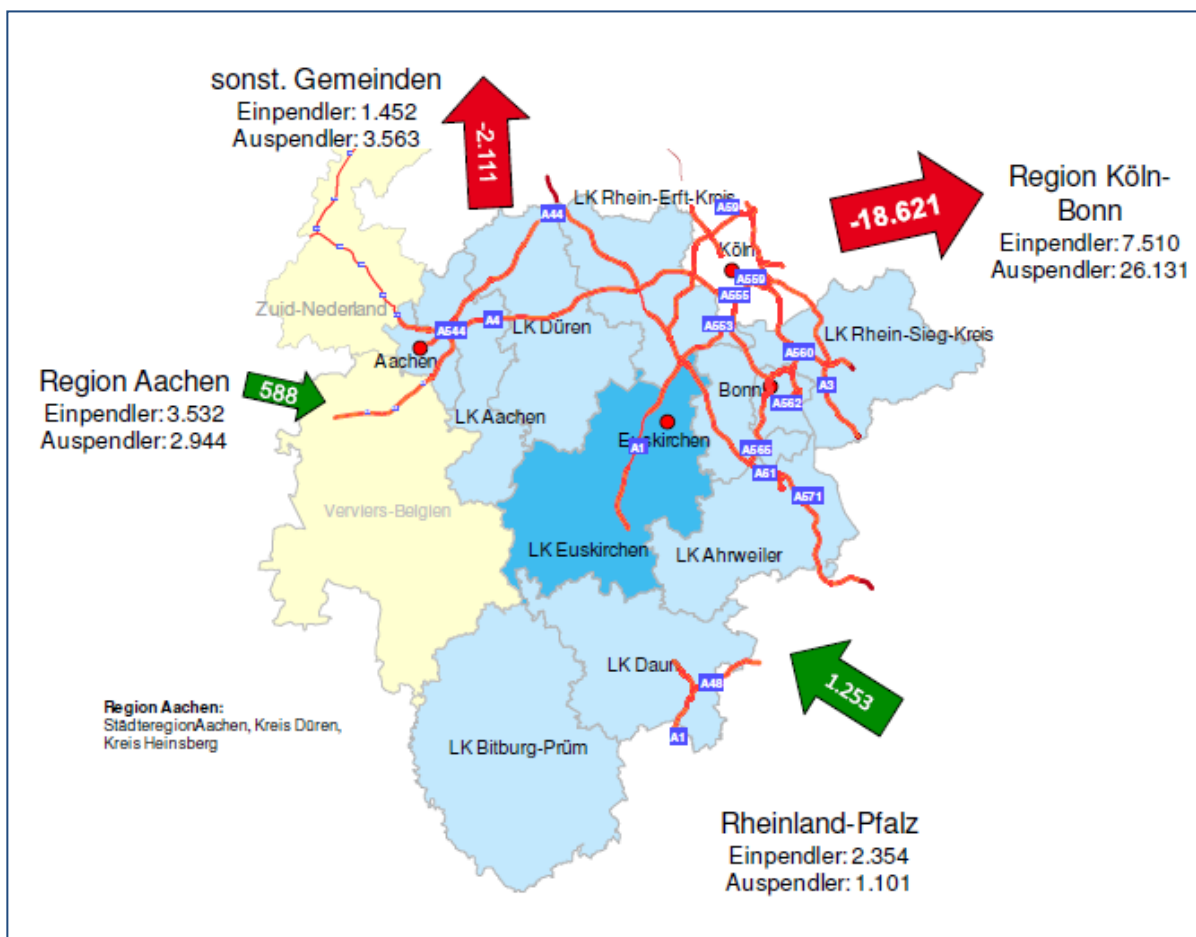 sonst. Gemeinden
Einpendler: 1.452
Auspendler: 3.563
-2.111
Region Köln-
Bonn
Einpendler: 7.510
Auspendler: 26.131
-18.621
LK Rhein-Erft-Kreis
A59
A44
Köln
A559
A555
Zuid-Nederland
A544
A4
LK Düren
A553
LK Rhein-Sieg-Kreis
Aachen
A560
Region Aachen
Einpendler: 3.532
Auspendler: 2.944
588
Bonn
A562
A3
LK Aachen
Euskirchen
A1
A565
A61
A571
Verviers-Belgien
LK Euskirchen
LK Ahrweiler
LK Daun
A48
1.253
A1
Region Aachen:
StädteregionAachen, Kreis Düren,
Kreis Heinsberg
LK Bitburg-Prüm
Rheinland-Pfalz
Einpendler: 2.354
Auspendler: 1.101